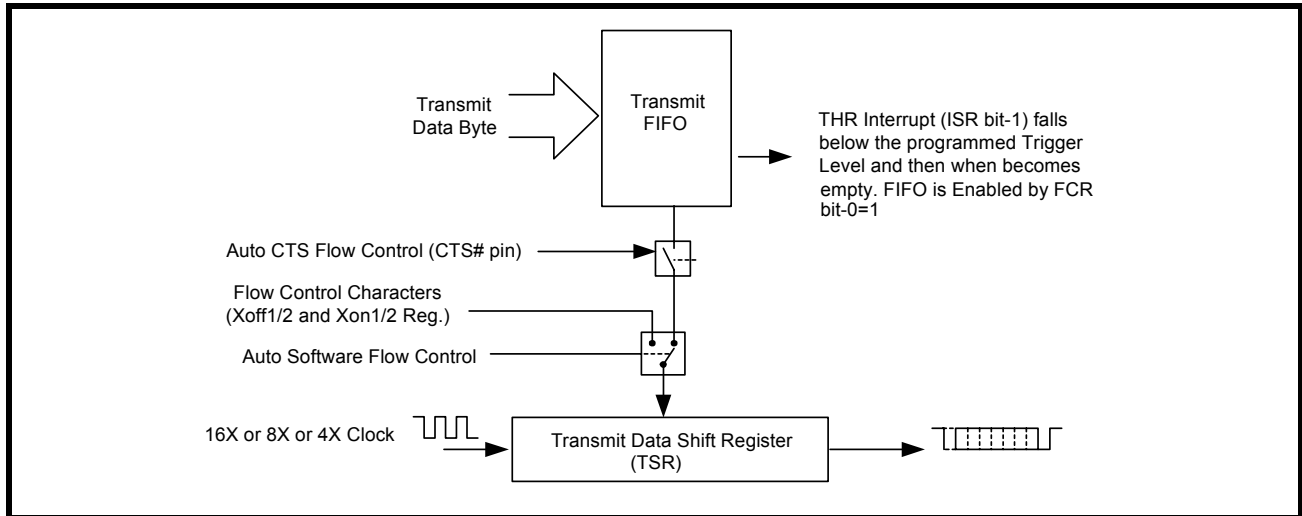 Transmit
FIFO
Transmit
Data Byte
THR Interrupt (ISR bit-1) falls
below the programmed Trigger
Level and then when becomes
empty. FIFO is Enabled by FCR
bit-0=1
Auto CTS Flow Control (CTS# pin)
Flow Control Characters
(Xoff1/2 and Xon1/2 Reg.)
Auto Software Flow Control
16X or 8X or 4X Clock
Transmit Data Shift Register
(TSR)